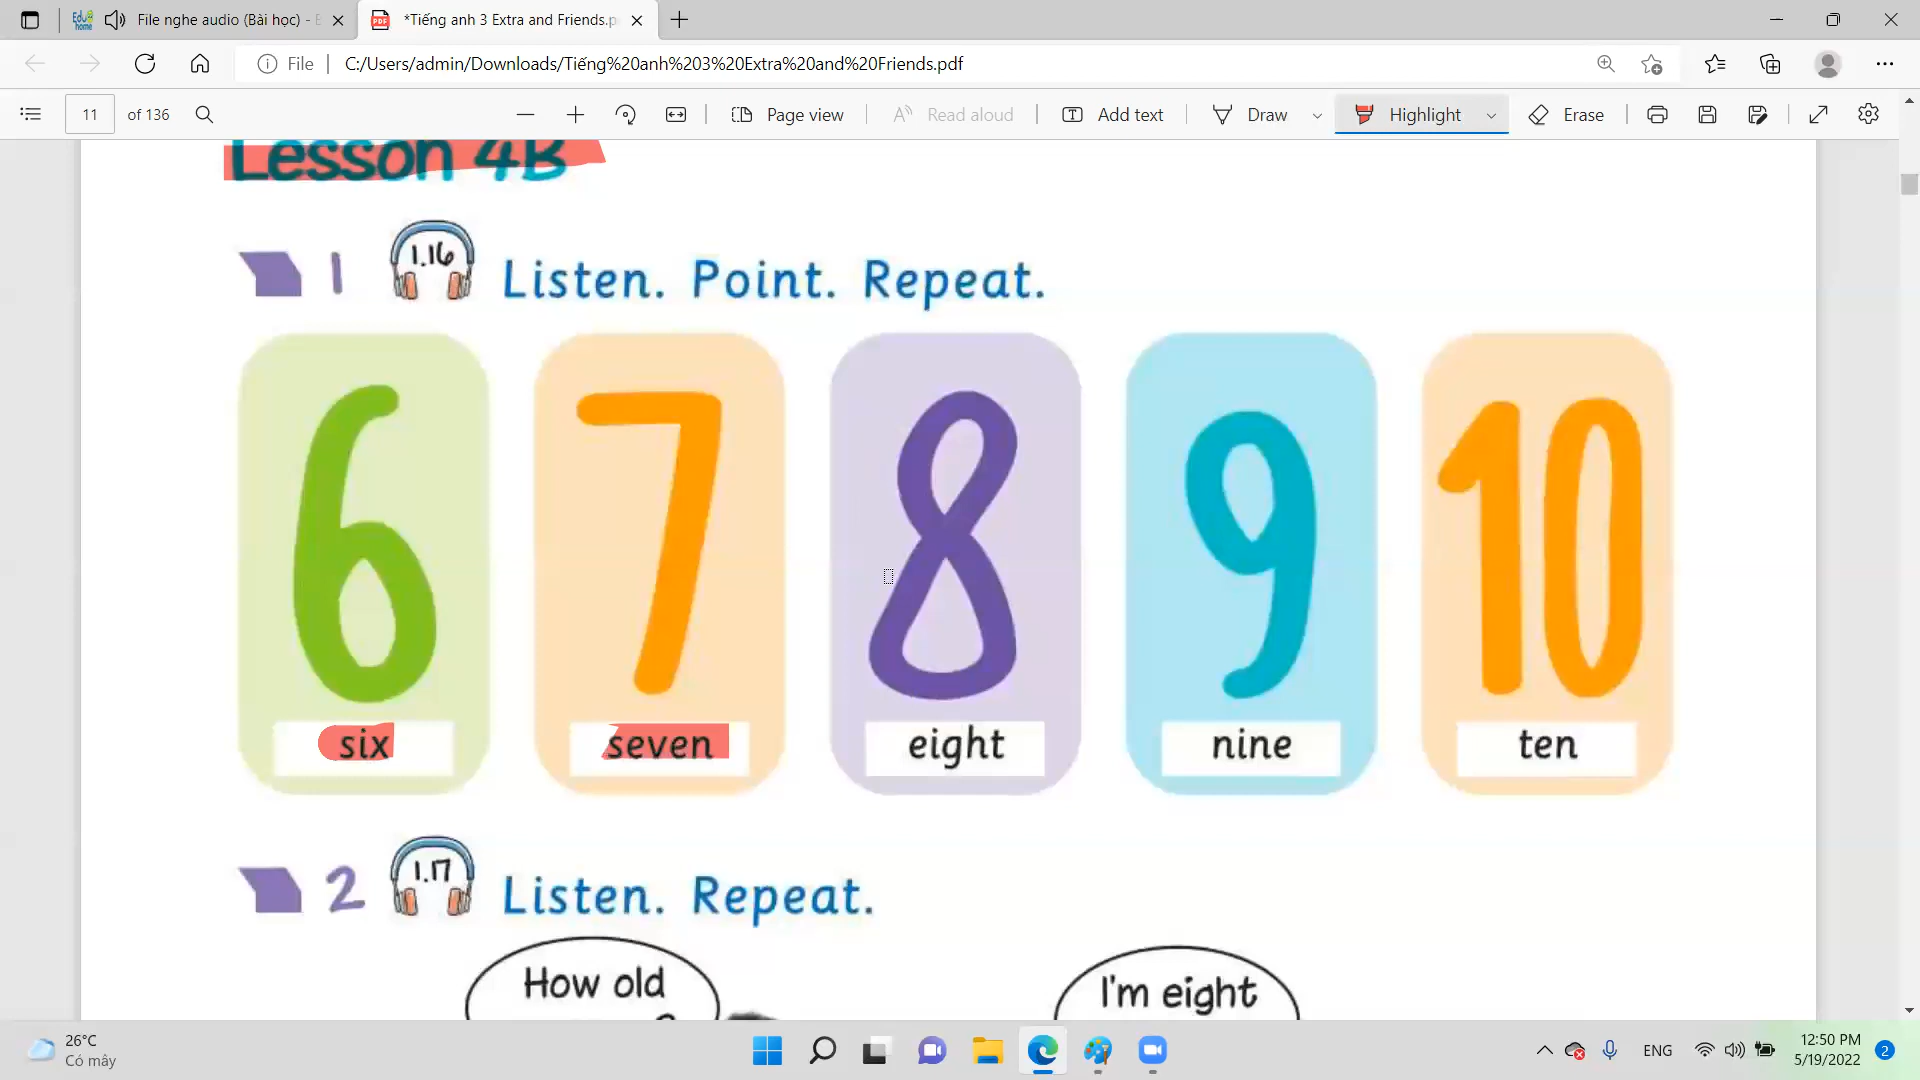 File nghe audio (Bài học) - E
*Tiếng anh 3 Extra and Friends.p
File
C:/Users/admin/Downloads/Tiếng%20anh%203%20Extra%20and%20Friends.pdf
11 of 136
Page view
Read aloud
Add text
Draw
Highlight
Erase
Lesson 4B
1 1.16 Listen. Point. Repeat.
6 7 8 9 10
six seven eight nine ten
2 1.17 Listen. Repeat.
How old
I'm eight
26°C
Có mây
ENG
12:50 PM
5/19/2022
2